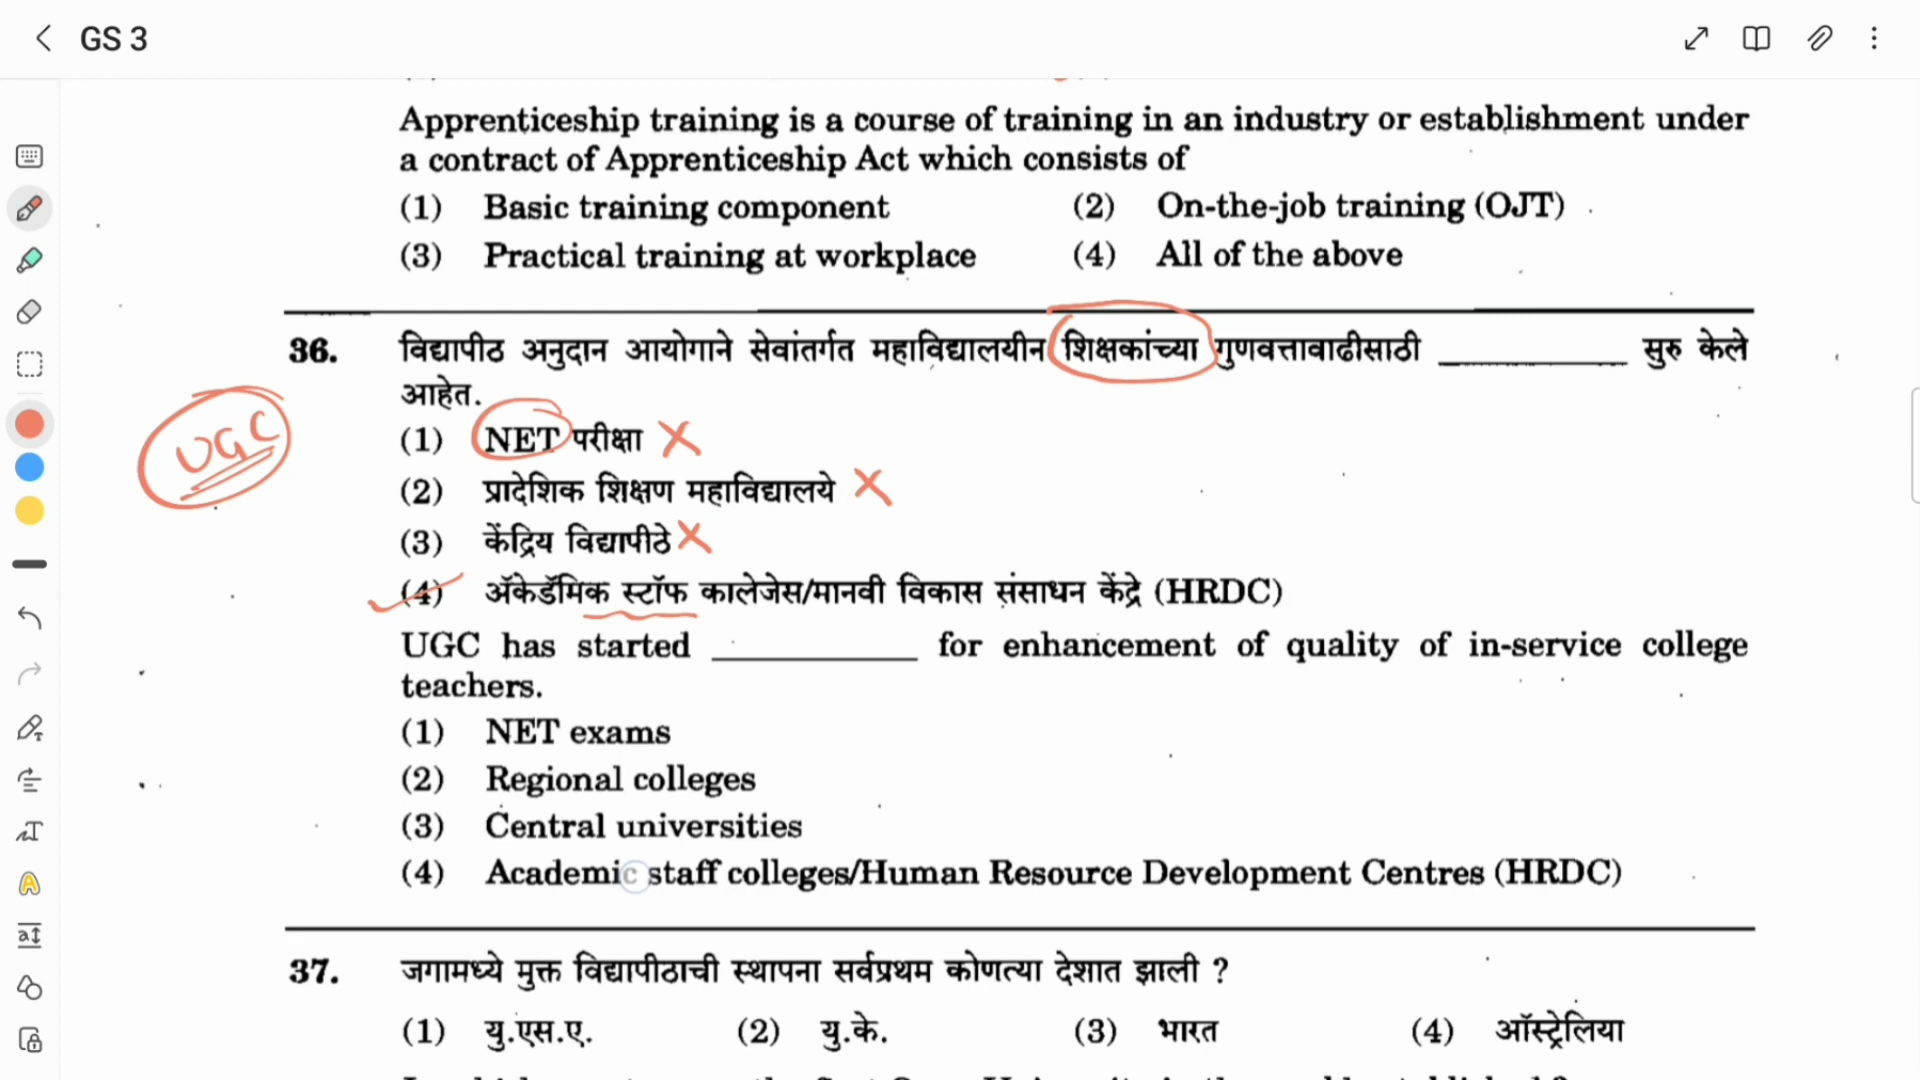 GS 3
Apprenticeship training is a course of training in an industry or establishment under
a contract of Apprenticeship Act which consists of
(1) Basic training component (2) On-the-job training (OJT)
(3) Practical training at workplace (4) All of the above
36. विद्यापीठ अनुदान आयोगाने सेवांतर्गत महाविद्यालयीन शिक्षकांच्या गुणवत्तावाढीसाठी ____________ सुरु केले
आहेत.
UGC
(1) NET परीक्षा
(2) प्रादेशिक शिक्षण महाविद्यालये
(3) केंद्रिय विद्यापीठे
(4) ॲकेडॅमिक स्टॉफ कालेजेस/मानवी विकास संसाधन केंद्रे (HRDC)
UGC has started ____________ for enhancement of quality of in-service college
teachers.
(1) NET exams
(2) Regional colleges
(3) Central universities
(4) Academic staff colleges/Human Resource Development Centres (HRDC)
37. जगामध्ये मुक्त विद्यापीठाची स्थापना सर्वप्रथम कोणत्या देशात झाली ?
(1) यु.एस.ए. (2) यु.के. (3) भारत (4) ऑस्ट्रेलिया